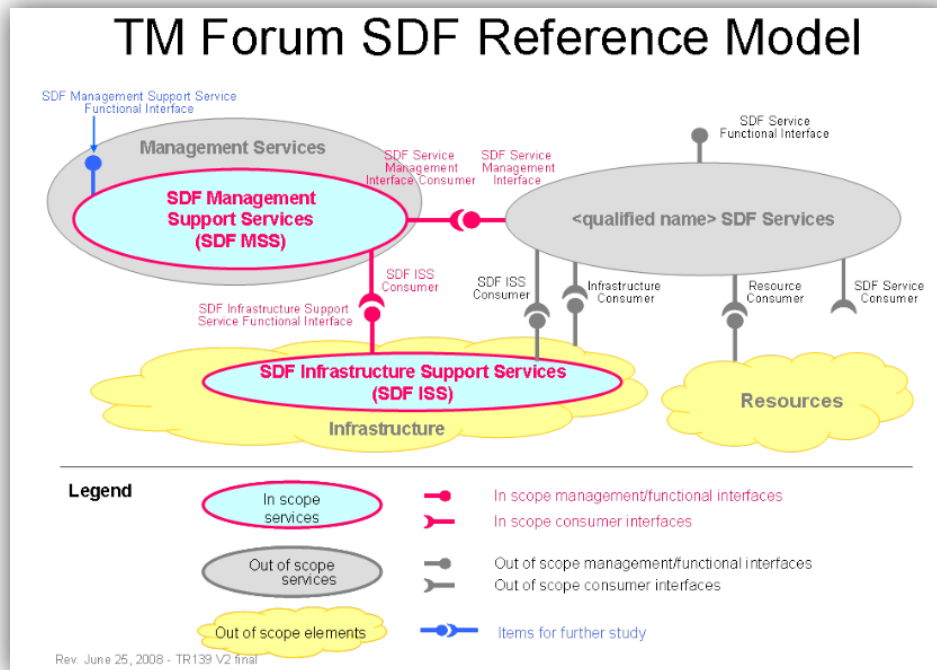 TM Forum SDF Reference Model
SDF Management Support Service
Functional Interface
Management Services
SDF Management
Support Services
(SDF MSS)
SDF Service
Management
Interface Consumer
SDF Service
Management
Interface
SDF Service
Functional Interface
<qualified name> SDF Services
SDF ISS
Consumer
SDF Infrastructure Support
Service Functional Interface
SDF ISS
Consumer
Infrastructure
Consumer
Resource
Consumer
SDF Service
Consumer
SDF Infrastructure Support Services
(SDF ISS)
Infrastructure
Resources
Legend
In scope
services
In scope management/functional interfaces
In scope consumer interfaces
Out of scope
services
Out of scope management/functional interfaces
Out of scope consumer interfaces
Out of scope elements
Items for further study
Rev. June 25, 2008 - TR139 V2 final